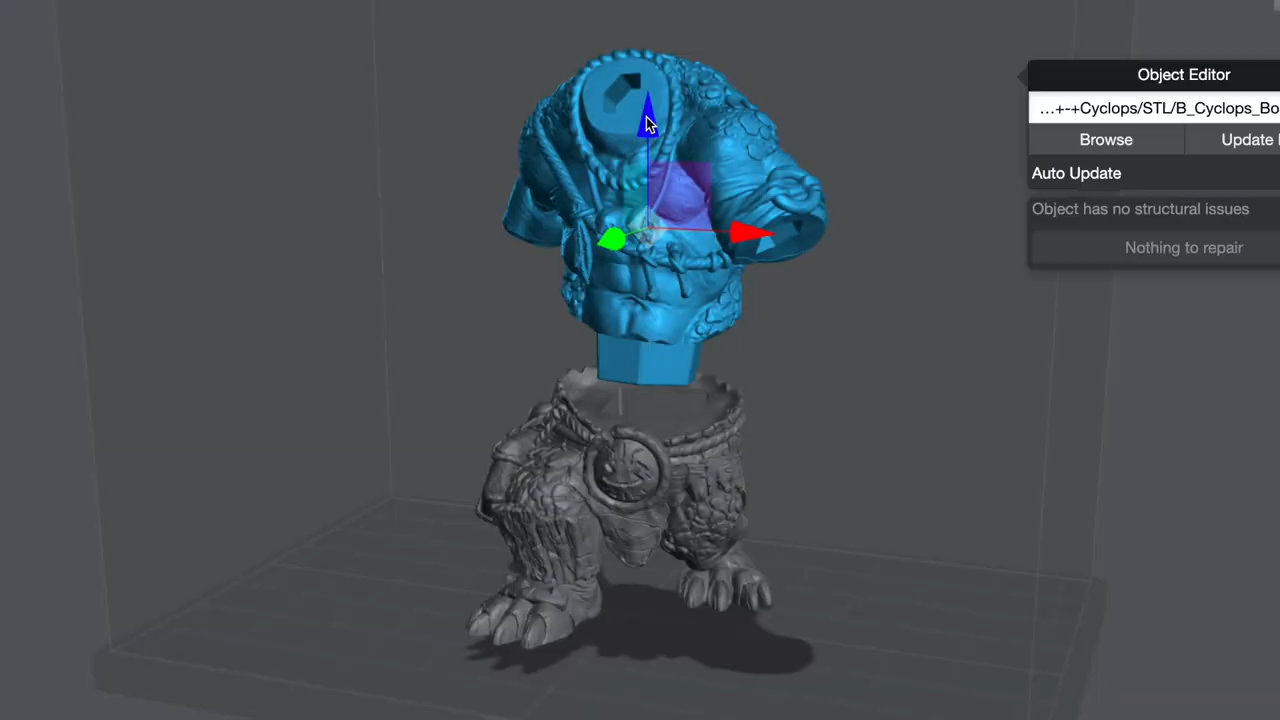 Object Editor
...+-+Cyclops/STL/B_Cyclops_Bo
Browse
Update
Auto Update
Object has no structural issues
Nothing to repair